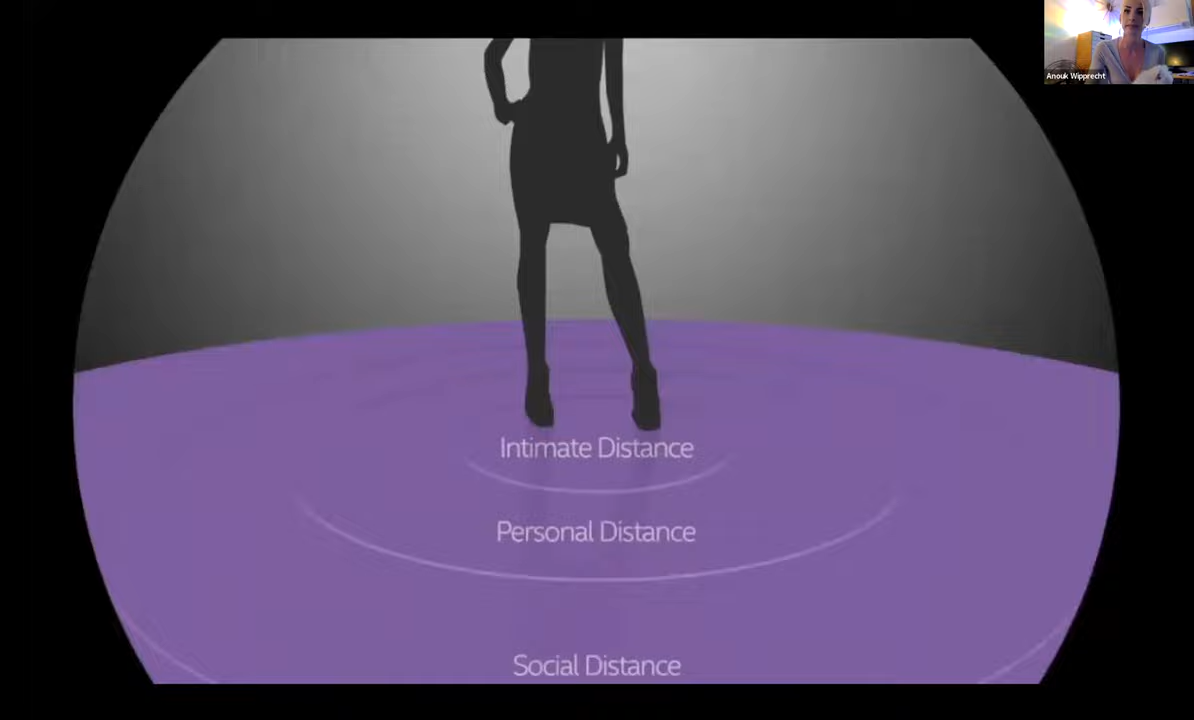 Anouk Wipprecht
Intimate Distance
Personal Distance
Social Distance